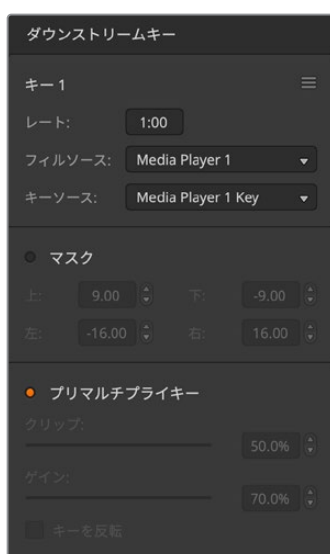 ダウンストリームキー
キー 1
レート: 1:00
フィルソース: Media Player 1
キーソース: Media Player 1 Key
マスク
上: 9.00 下: -9.00
左: -16.00 右: 16.00
プリマルチプライキー
クリップ:
50.0%
ゲイン:
70.0%
キーを反転